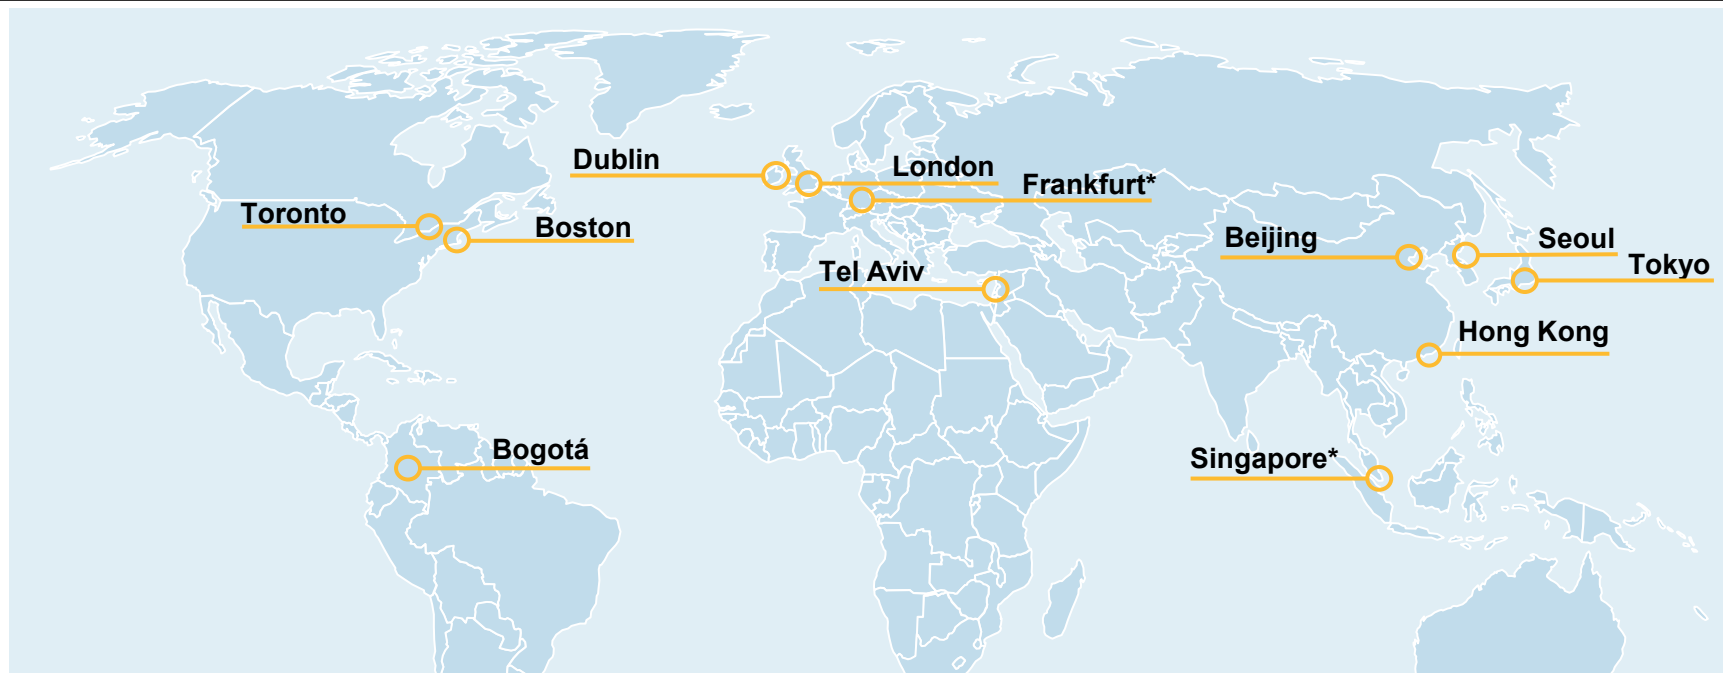 Dublin
London
Frankfurt*
Toronto
Boston
Beijing
Seoul
Tokyo
Tel Aviv
Hong Kong
Bogotá
Singapore*